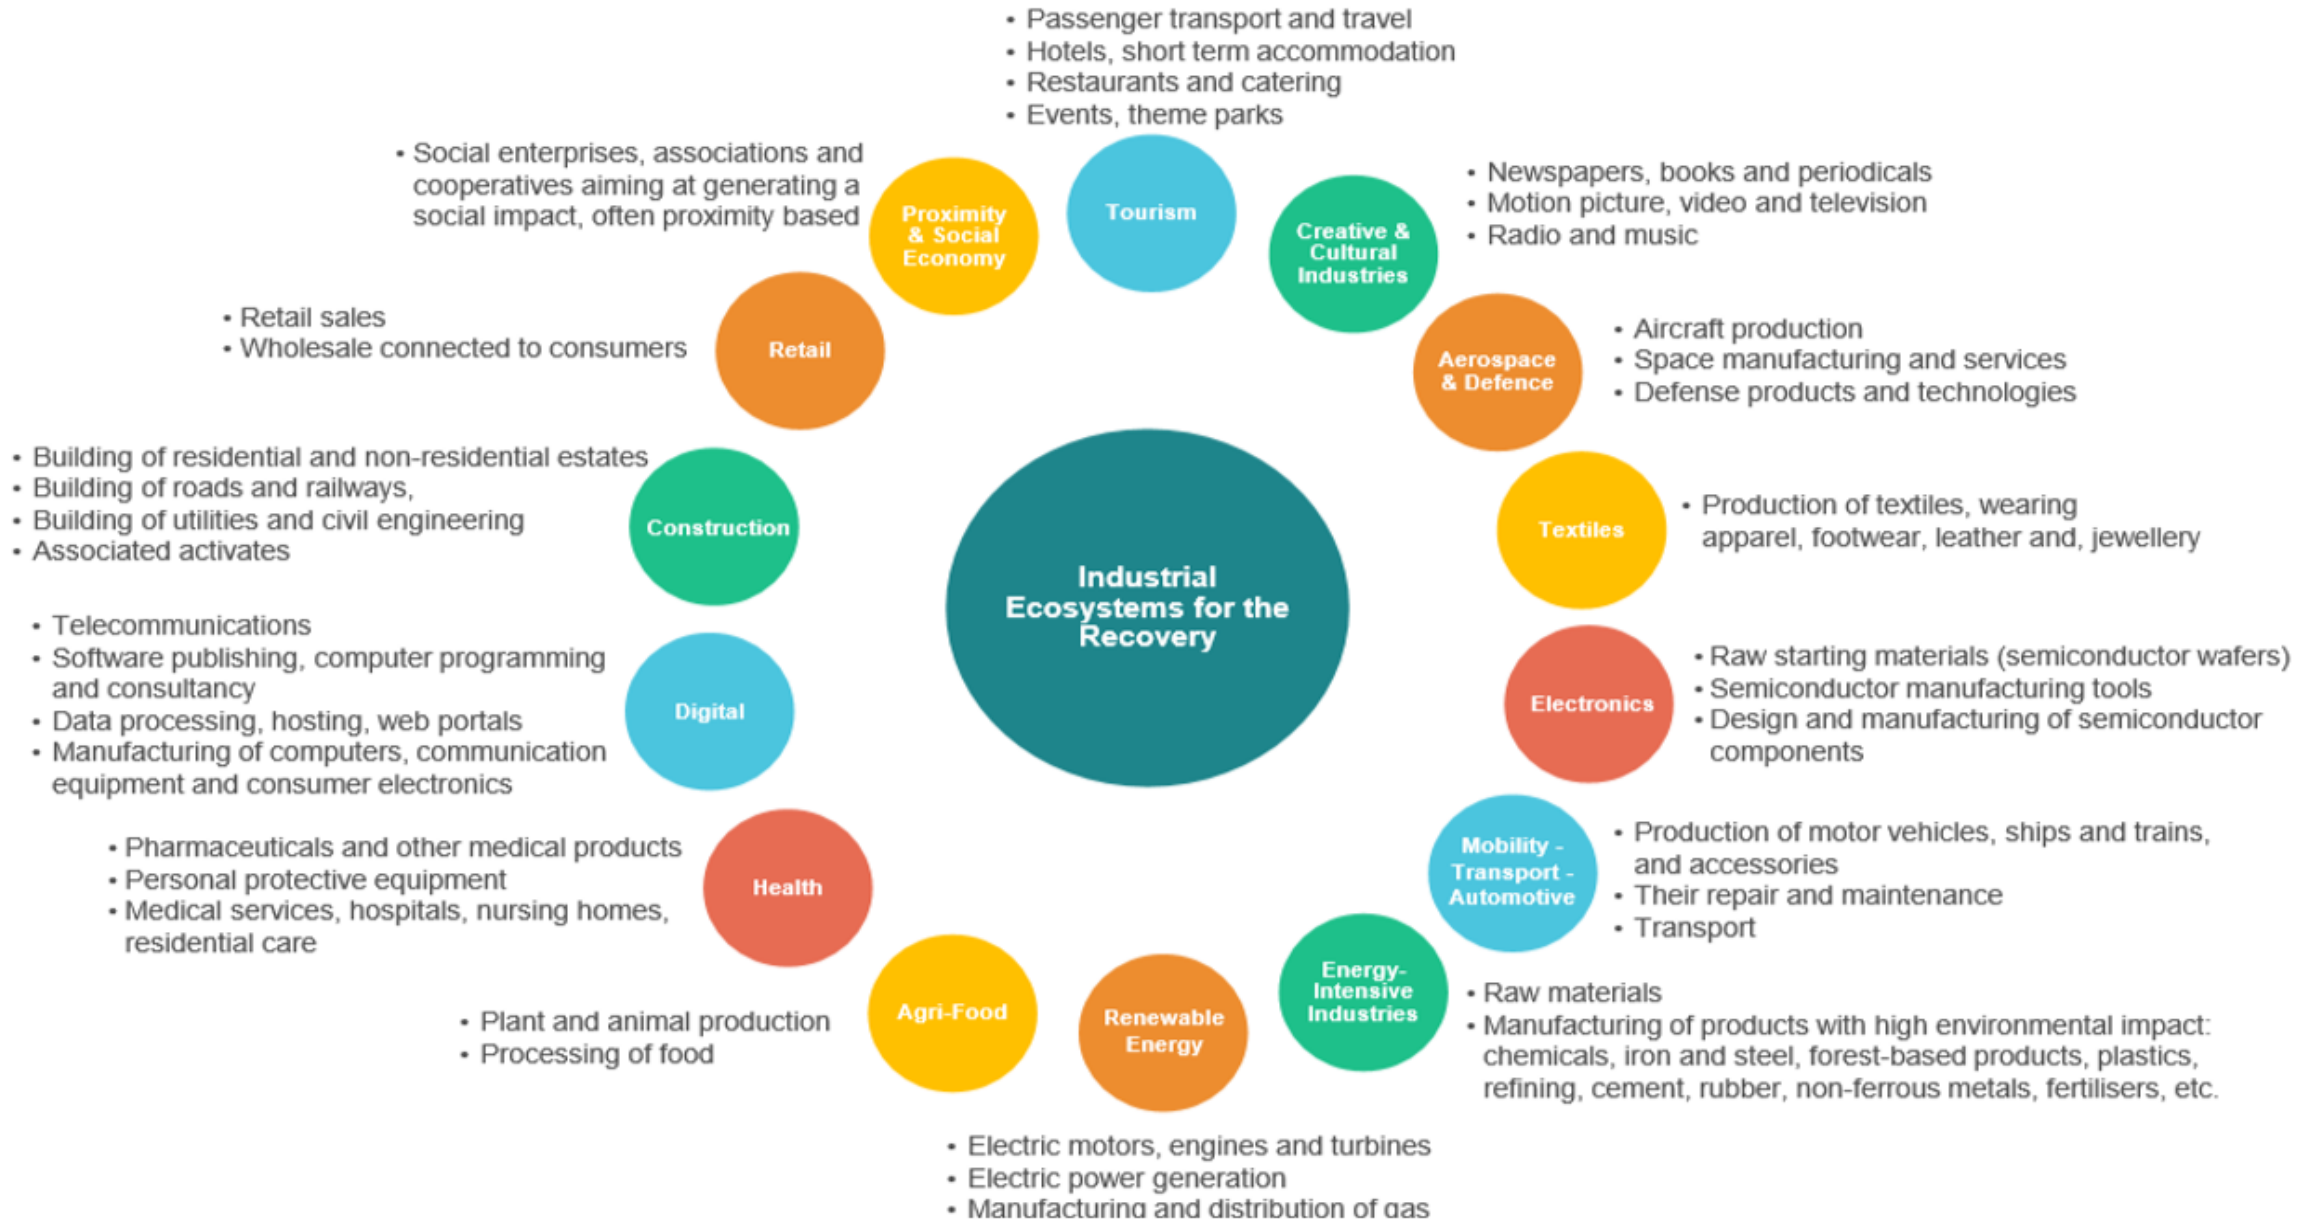 • Passenger transport and travel
• Hotels, short term accommodation
• Restaurants and catering
• Events, theme parks
Tourism
• Newspapers, books and periodicals
• Motion picture, video and television
• Radio and music
Creative &
Cultural
Industries
• Aircraft production
• Space manufacturing and services
• Defense products and technologies
Aerospace
& Defence
• Production of textiles, wearing
apparel, footwear, leather and, jewellery
Textiles
• Raw starting materials (semiconductor wafers)
• Semiconductor manufacturing tools
• Design and manufacturing of semiconductor
components
Electronics
• Production of motor vehicles, ships and trains,
and accessories
• Their repair and maintenance
• Transport
Mobility -
Transport -
Automotive
• Raw materials
• Manufacturing of products with high environmental impact:
chemicals, iron and steel, forest-based products, plastics,
refining, cement, rubber, non-ferrous metals, fertilisers, etc.
Energy-
Intensive
Industries
Renewable
Energy
• Electric motors, engines and turbines
• Electric power generation
• Manufacturing and distribution of gas
Agri-Food
• Plant and animal production
• Processing of food
Health
• Pharmaceuticals and other medical products
• Personal protective equipment
• Medical services, hospitals, nursing homes,
residential care
Digital
• Telecommunications
• Software publishing, computer programming
and consultancy
• Data processing, hosting, web portals
• Manufacturing of computers, communication
equipment and consumer electronics
Construction
• Building of residential and non-residential estates
• Building of roads and railways,
• Building of utilities and civil engineering
• Associated activates
Retail
• Retail sales
• Wholesale connected to consumers
Proximity
& Social
Economy
• Social enterprises, associations and
cooperatives aiming at generating a
social impact, often proximity based
Industrial
Ecosystems for the
Recovery